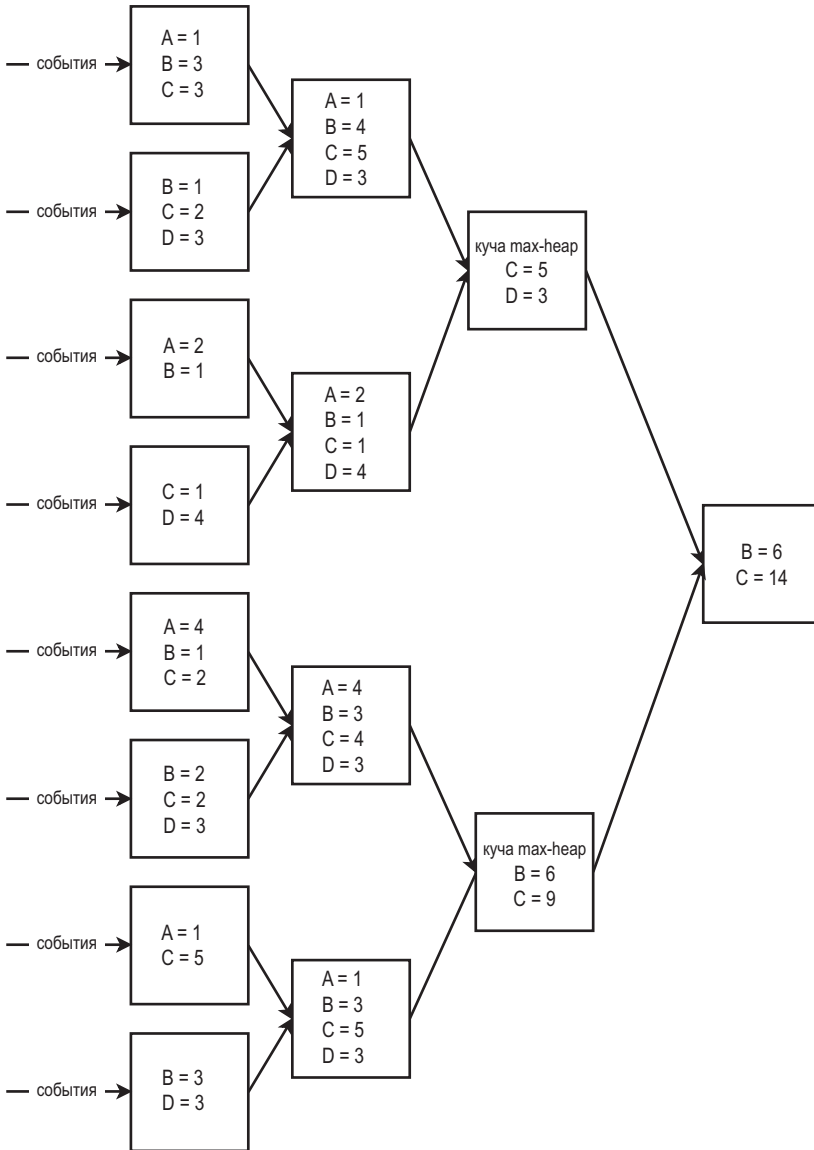 события
A = 1
B = 3
C = 3
A = 1
B = 4
C = 5
D = 3
события
B = 1
C = 2
D = 3
куча max-heap
C = 5
D = 3
события
A = 2
B = 1
A = 2
B = 1
C = 1
D = 4
события
C = 1
D = 4
B = 6
C = 14
события
A = 4
B = 1
C = 2
A = 4
B = 3
C = 4
D = 3
события
B = 2
C = 2
D = 3
куча max-heap
B = 6
C = 9
события
A = 1
C = 5
A = 1
B = 3
C = 5
D = 3
события
B = 3
D = 3